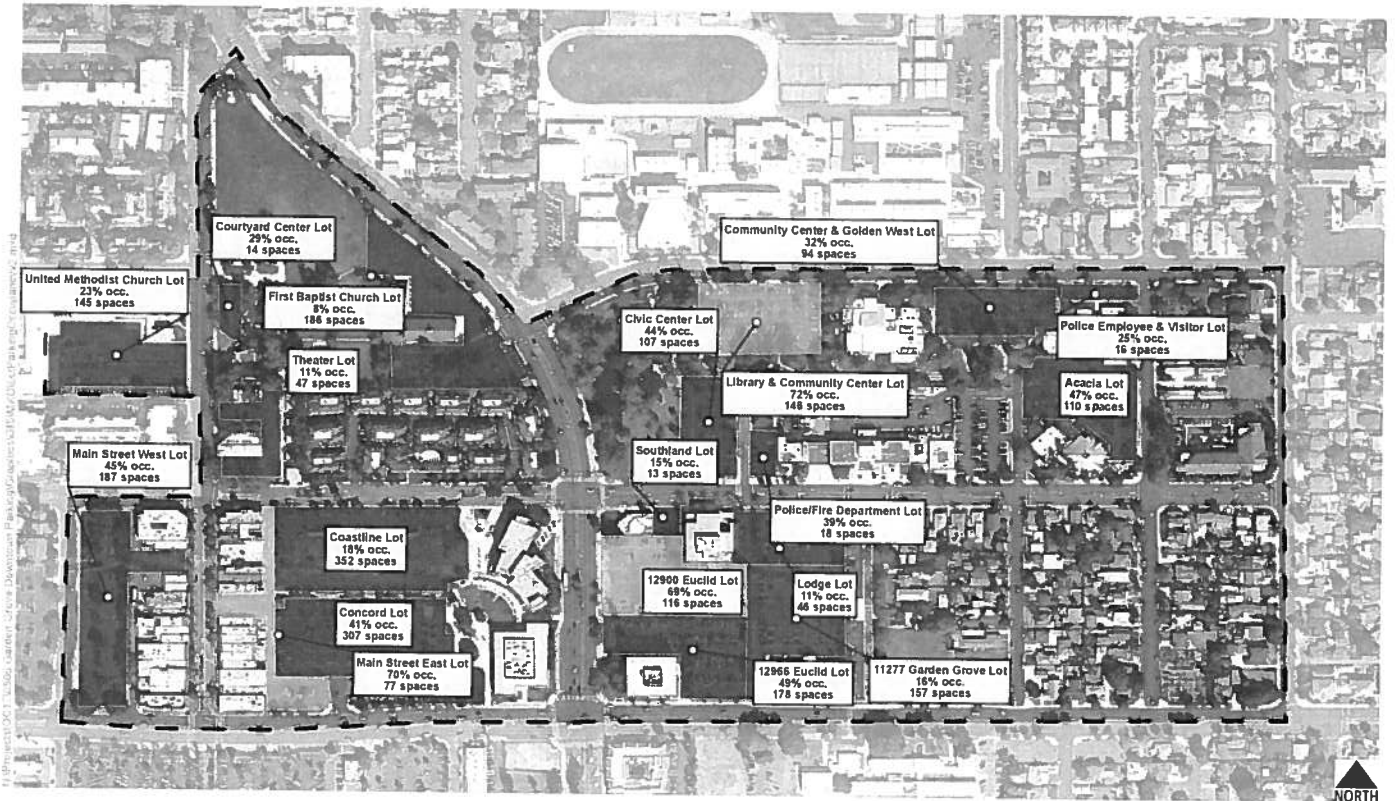 Courtyard Center Lot
29% occ.
14 spaces
Community Center & Golden West Lot
32% occ.
94 spaces
United Methodist Church Lot
23% occ.
145 spaces
First Baptist Church Lot
8% occ.
186 spaces
Civic Center Lot
44% occ.
107 spaces
Police Employee & Visitor Lot
25% occ.
16 spaces
Theater Lot
11% occ.
47 spaces
Library & Community Center Lot
72% occ.
146 spaces
Acacia Lot
47% occ.
110 spaces
Main Street West Lot
45% occ.
187 spaces
Southland Lot
15% occ.
13 spaces
Police/Fire Department Lot
39% occ.
18 spaces
Coastline Lot
18% occ.
352 spaces
12900 Euclid Lot
69% occ.
116 spaces
Lodge Lot
11% occ.
46 spaces
Concord Lot
41% occ.
307 spaces
Main Street East Lot
70% occ.
77 spaces
12966 Euclid Lot
49% occ.
178 spaces
11277 Garden Grove Lot
16% occ.
157 spaces
NORTH